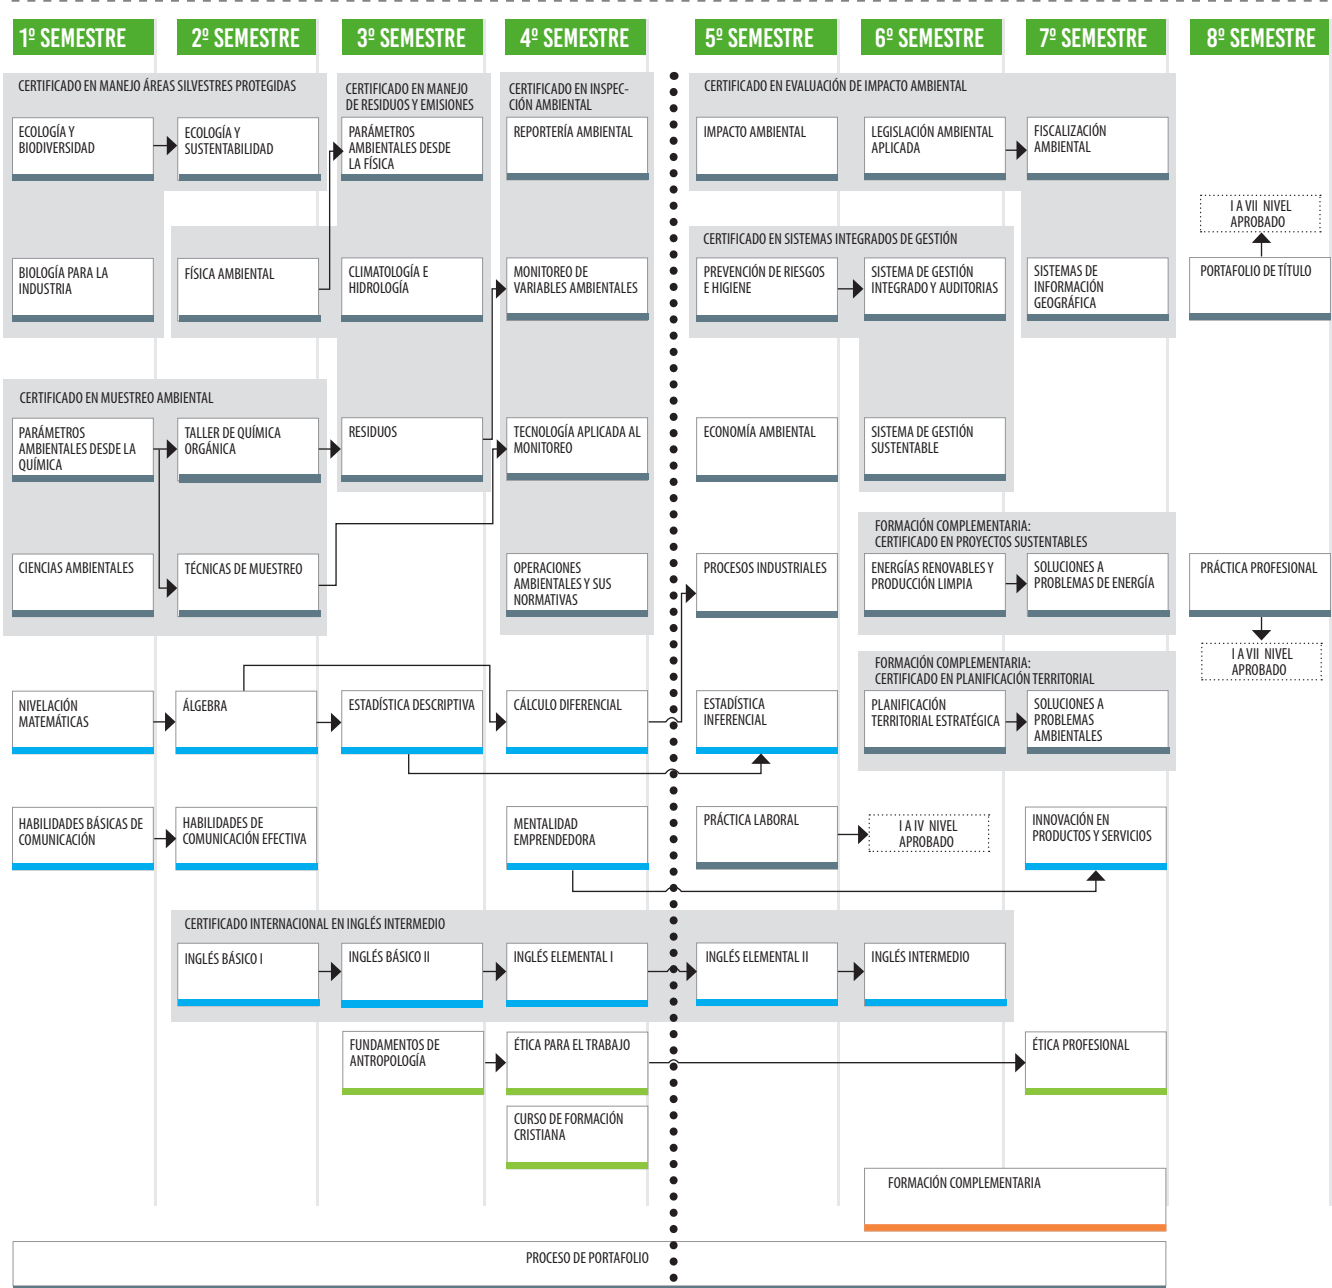 1º SEMESTRE
2º SEMESTRE
3º SEMESTRE
4º SEMESTRE
5º SEMESTRE
6º SEMESTRE
7º SEMESTRE
8º SEMESTRE
CERTIFICADO EN MANEJO ÁREAS SILVESTRES PROTEGIDAS
CERTIFICADO EN MANEJO
DE RESIDUOS Y EMISIONES
CERTIFICADO EN INSPEC-
CIÓN AMBIENTAL
CERTIFICADO EN EVALUACIÓN DE IMPACTO AMBIENTAL
ECOLOGÍA Y
BIODIVERSIDAD
ECOLOGÍA Y
SUSTENTABILIDAD
PARÁMETROS
AMBIENTALES DESDE
LA FÍSICA
REPORTERÍA AMBIENTAL
IMPACTO AMBIENTAL
LEGISLACIÓN AMBIENTAL
APLICADA
FISCALIZACIÓN
AMBIENTAL
I A VII NIVEL
APROBADO
CERTIFICADO EN SISTEMAS INTEGRADOS DE GESTIÓN
BIOLOGÍA PARA LA
INDUSTRIA
FÍSICA AMBIENTAL
CLIMATOLOGÍA E
HIDROLOGÍA
MONITOREO DE
VARIABLES AMBIENTALES
PREVENCIÓN DE RIESGOS
E HIGIENE
SISTEMA DE GESTIÓN
INTEGRADO Y AUDITORIAS
SISTEMAS DE
INFORMACIÓN
GEOGRÁFICA
PORTAFOLIO DE TÍTULO
CERTIFICADO EN MUESTREO AMBIENTAL
PARÁMETROS
AMBIENTALES DESDE LA
QUÍMICA
TALLER DE QUÍMICA
ORGÁNICA
RESIDUOS
TECNOLOGÍA APLICADA AL
MONITOREO
ECONOMÍA AMBIENTAL
SISTEMA DE GESTIÓN
SUSTENTABLE
FORMACIÓN COMPLEMENTARIA:
CERTIFICADO EN PROYECTOS SUSTENTABLES
CIENCIAS AMBIENTALES
TÉCNICAS DE MUESTREO
OPERACIONES
AMBIENTALES Y SUS
NORMATIVAS
PROCESOS INDUSTRIALES
ENERGÍAS RENOVABLES Y
PRODUCCIÓN LIMPIA
SOLUCIONES A
PROBLEMAS DE ENERGÍA
PRÁCTICA PROFESIONAL
I A VII NIVEL
APROBADO
FORMACIÓN COMPLEMENTARIA:
CERTIFICADO EN PLANIFICACIÓN TERRITORIAL
NIVELACIÓN
MATEMÁTICAS
ÁLGEBRA
ESTADÍSTICA DESCRIPTIVA
CÁLCULO DIFERENCIAL
ESTADÍSTICA
INFERENCIAL
PLANIFICACIÓN
TERRITORIAL ESTRATÉGICA
SOLUCIONES A
PROBLEMAS
AMBIENTALES
HABILIDADES BÁSICAS DE
COMUNICACIÓN
HABILIDADES DE
COMUNICACIÓN EFECTIVA
MENTALIDAD
EMPRENDEDORA
PRÁCTICA LABORAL
I A IV NIVEL
APROBADO
INNOVACIÓN EN
PRODUCTOS Y SERVICIOS
CERTIFICADO INTERNACIONAL EN INGLÉS INTERMEDIO
INGLÉS BÁSICO I
INGLÉS BÁSICO II
INGLÉS ELEMENTAL I
INGLÉS ELEMENTAL II
INGLÉS INTERMEDIO
FUNDAMENTOS DE
ANTROPOLOGÍA
ÉTICA PARA EL TRABAJO
ÉTICA PROFESIONAL
CURSO DE FORMACIÓN
CRISTIANA
FORMACIÓN COMPLEMENTARIA
PROCESO DE PORTAFOLIO